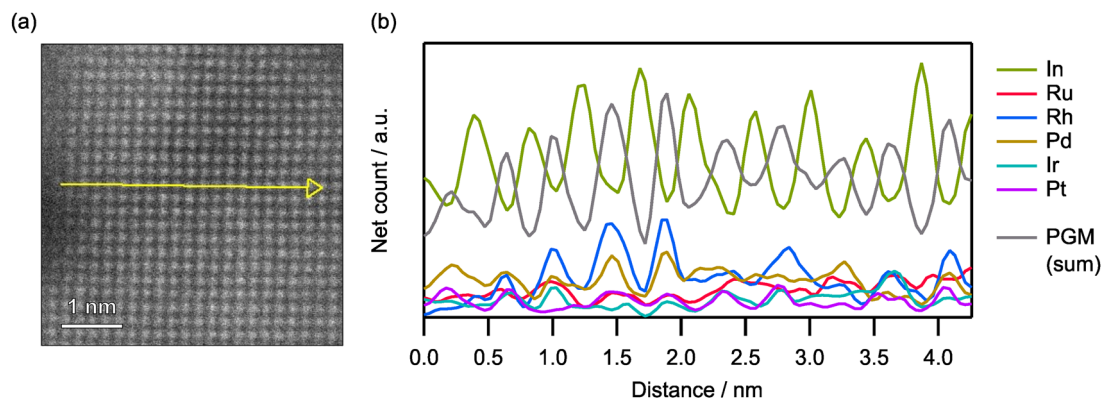 (a)
1 nm
(b)
Net count / a.u.
0.0 0.5 1.0 1.5 2.0 2.5 3.0 3.5 4.0
Distance / nm
In
Ru
Rh
Pd
Ir
Pt
PGM
(sum)